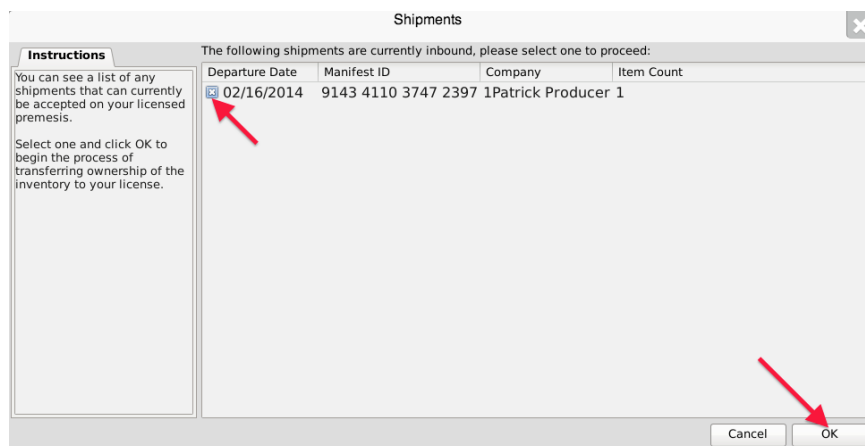 Shipments
Instructions
The following shipments are currently inbound, please select one to proceed:
You can see a list of any
shipments that can currently
be accepted on your licensed
premesis.
Select one and click OK to
begin the process of
transferring ownership of the
inventory to your license.
Departure Date Manifest ID Company Item Count
02/16/2014 9143 4110 3747 2397 1Patrick Producer 1
Cancel OK